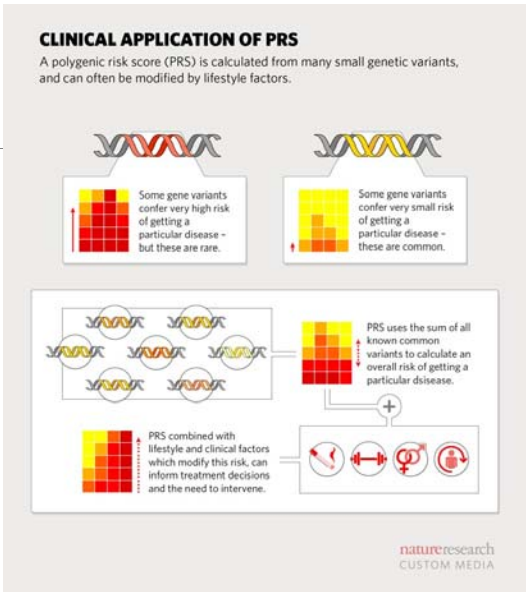 CLINICAL APPLICATION OF PRS
A polygenic risk score (PRS) is calculated from many small genetic variants,
and can often be modified by lifestyle factors.
Some gene variants
confer very high risk
of getting a
particular disease –
but these are rare.
Some gene variants
confer very small risk
of getting a
particular disease –
these are common.
PRS uses the sum of all
known common
variants to calculate an
overall risk of getting a
particular disisease.
+
PRS combined with
lifestyle and clinical factors
which modify this risk, can
inform treatment decisions
and the need to intervene.
natureresearch
CUSTOM MEDIA